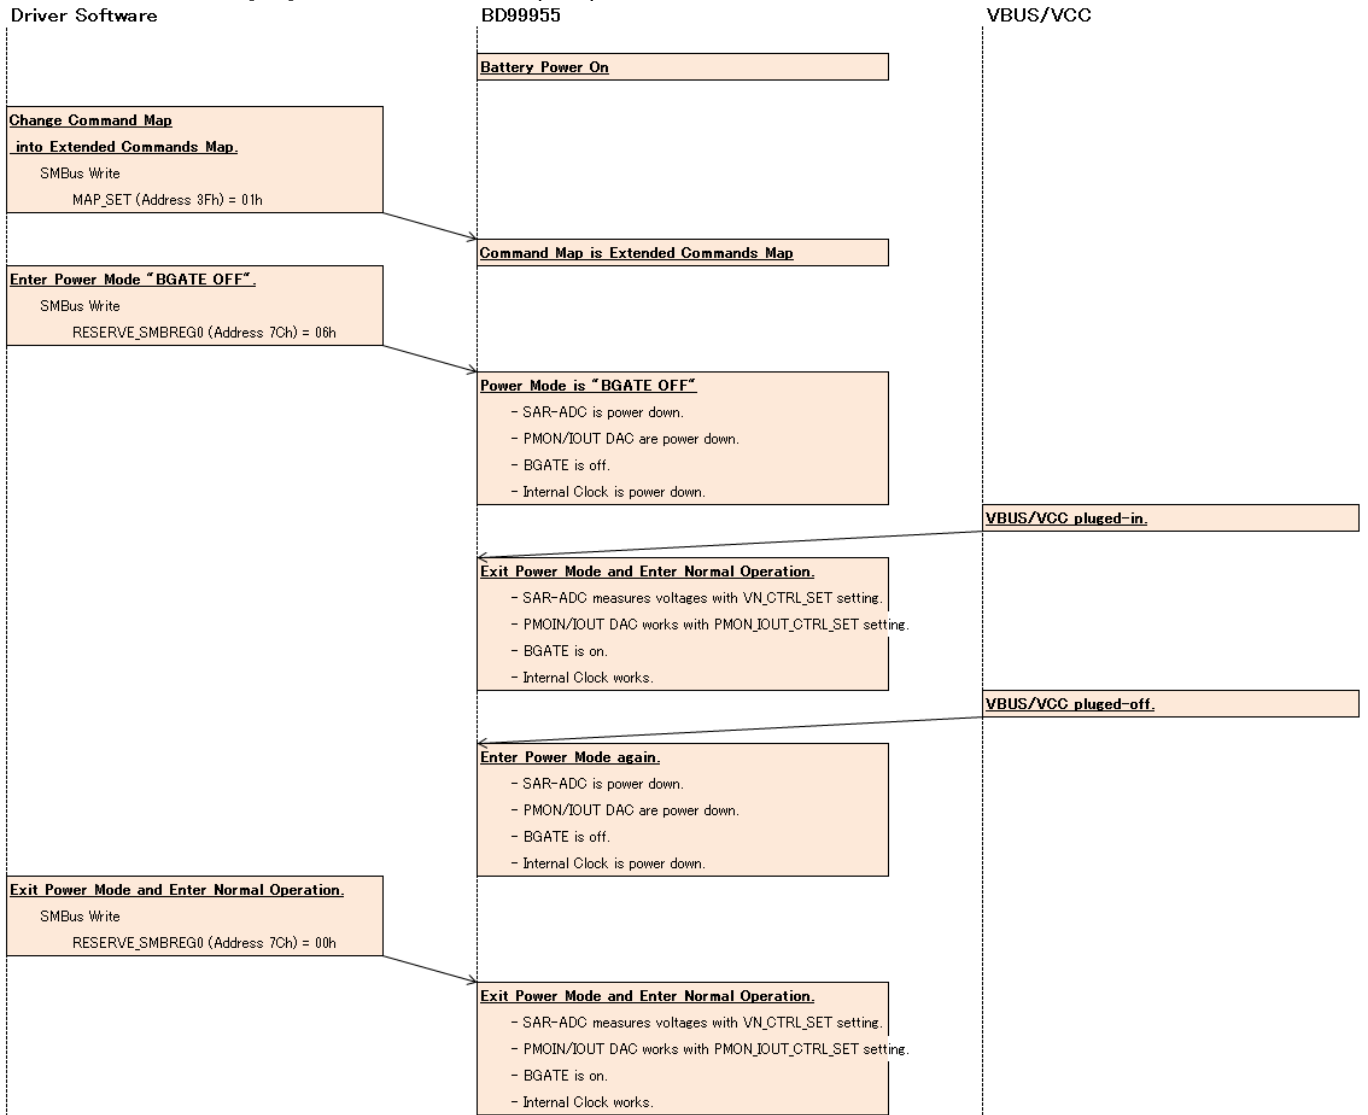 Driver Software
BD99955
VBUS/VCC
Battery Power On
Change Command Map
into Extended Commands Map.
SMBus Write
MAP_SET (Address 3Fh) = 01h
Command Map is Extended Commands Map
Enter Power Mode "BGATE OFF".
SMBus Write
RESERVE_SMBREG0 (Address 7Ch) = 06h
Power Mode is "BGATE OFF"
- SAR-ADC is power down.
- PMON/IOUT DAC are power down.
- BGATE is off.
- Internal Clock is power down.
VBUS/VCC pluged-in.
Exit Power Mode and Enter Normal Operation.
- SAR-ADC measures voltages with VN_CTRL_SET setting.
- PMOIN/IOUT DAC works with PMON_IOUT_CTRL_SET setting.
- BGATE is on.
- Internal Clock works.
VBUS/VCC pluged-off.
Enter Power Mode again.
- SAR-ADC is power down.
- PMON/IOUT DAC are power down.
- BGATE is off.
- Internal Clock is power down.
Exit Power Mode and Enter Normal Operation.
SMBus Write
RESERVE_SMBREG0 (Address 7Ch) = 00h
Exit Power Mode and Enter Normal Operation.
- SAR-ADC measures voltages with VN_CTRL_SET setting.
- PMOIN/IOUT DAC works with PMON_IOUT_CTRL_SET setting.
- BGATE is on.
- Internal Clock works.